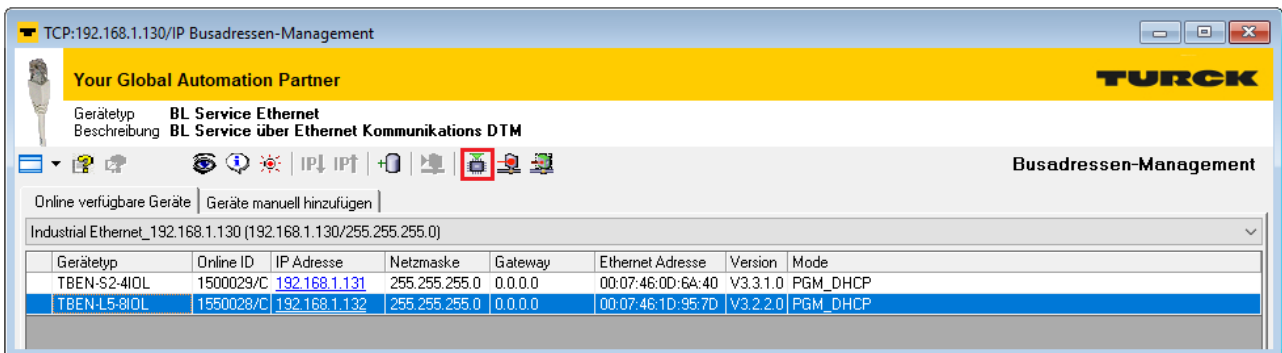 TCP:192.168.1.130/IP Busadressen-Management
Your Global Automation Partner TURCK
Gerätetyp BL Service Ethernet
Beschreibung BL Service über Ethernet Kommunikations DTM
IP IP Busadressen-Management
Online verfügbare Geräte Geräte manuell hinzufügen
Industrial Ethernet_192.168.1.130 (192.168.1.130/255.255.255.0)
Gerätetyp Online ID IP Adresse Netzmaske Gateway Ethernet Adresse Version Mode
TBEN-S2-4IOL 1500029/C 192.168.1.131 255.255.255.0 0.0.0.0 00:07:46:0D:6A:40 V3.3.1.0 PGM_DHCP
TBEN-L5-8IOL 1550028/C 192.168.1.132 255.255.255.0 0.0.0.0 00:07:46:1D:95:7D V3.2.2.0 PGM_DHCP